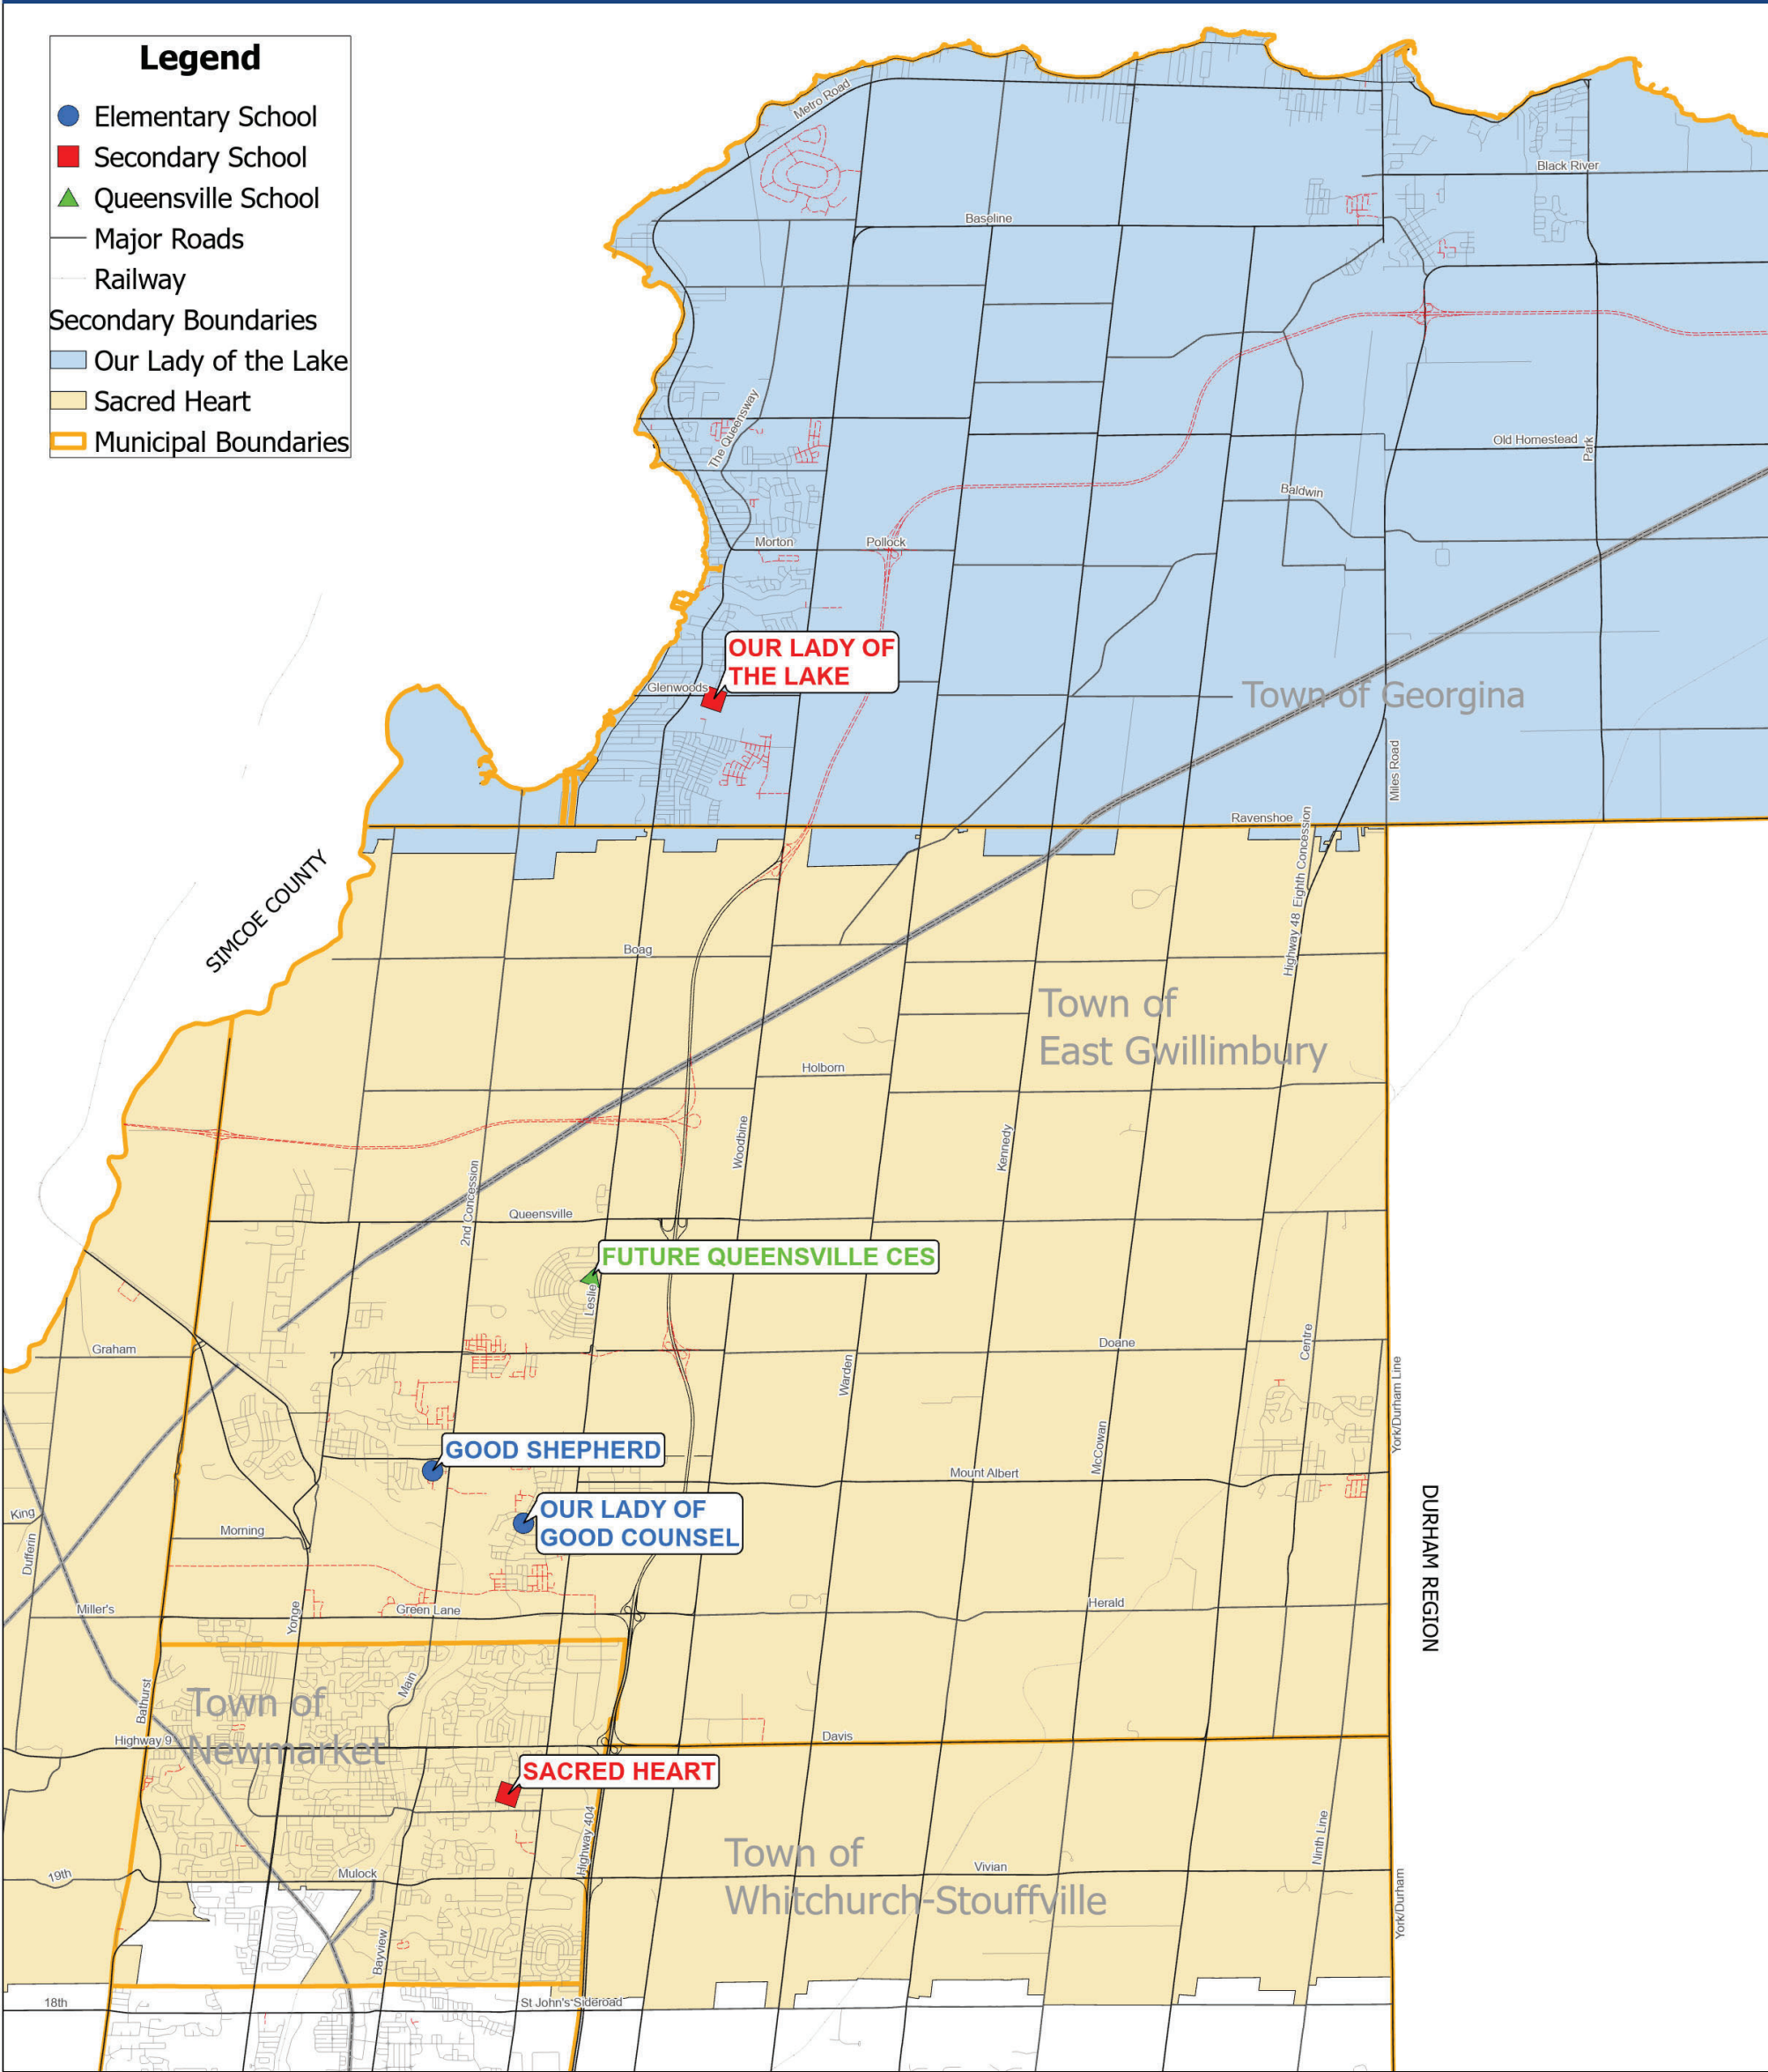 Legend
Elementary School
Secondary School
Queensville School
Major Roads
Railway
Secondary Boundaries
Our Lady of the Lake
Sacred Heart
Municipal Boundaries
Metro Road
Black River
Baseline
The Queensway
Old Homestead
Park
Baldwin
Morton
Pollock
OUR LADY OF
THE LAKE
Glenwoods
Town of Georgina
Miles Road
Ravenshoe
SIMCOE COUNTY
Highway 48
Eighth Concession
Boag
Town of
East Gwillimbury
Holborn
Woodbine
Kennedy
2nd Concession
Queensville
FUTURE QUEENSVILLE CES
Leslie
Graham
Doane
Centre
Warden
York/Durham Line
McCowan
GOOD SHEPHERD
Mount Albert
OUR LADY OF
GOOD COUNSEL
King
Morning
Dufferin
DURHAM REGION
Miller's
Yonge
Green Lane
Herald
Bathurst
Main
Town of
Newmarket
Highway 9
Davis
SACRED HEART
Highway 404
Ninth Line
Town of
Whitchurch-Stouffville
19th
Mulock
Vivian
York/Durham
Bayview
18th
St John's Sideroad